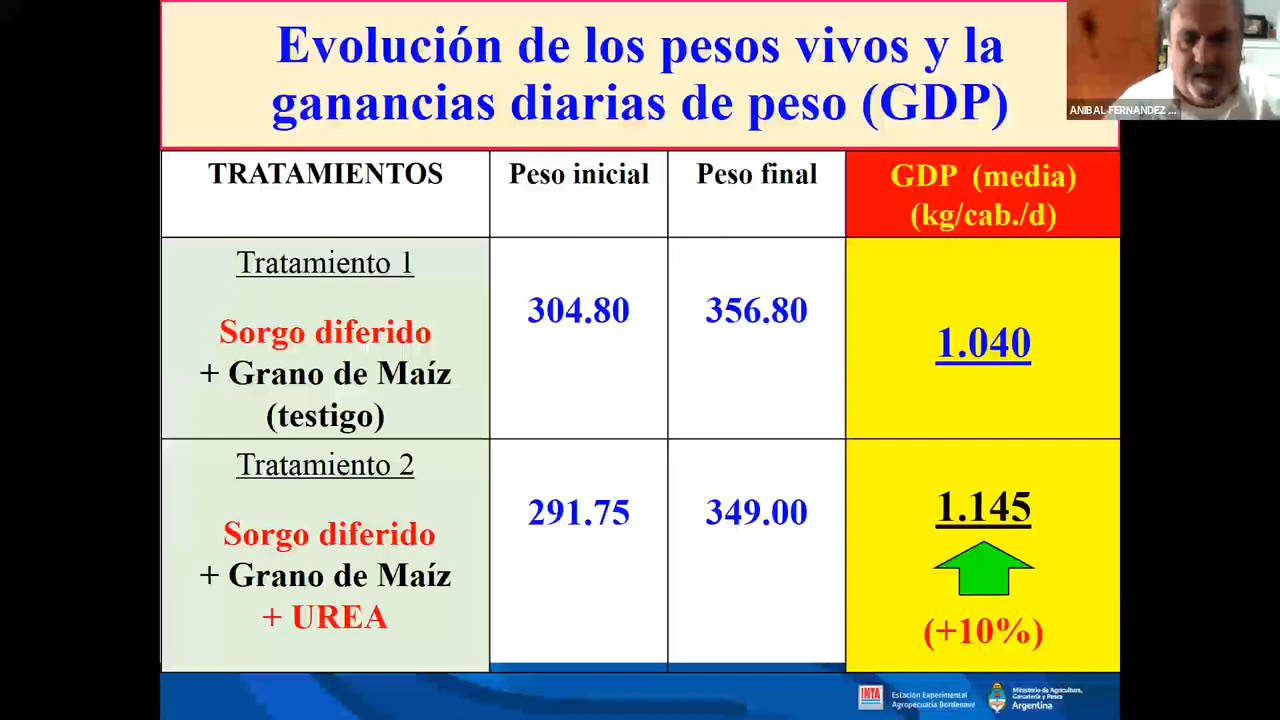 Evolución de los pesos vivos y la
ganancias diarias de peso (GDP)
ANIBAL FERNANDEZ ...
TRATAMIENTOS
Peso inicial
Peso final
GDP (media)
(kg/cab./d)
Tratamiento 1
Sorgo diferido
+ Grano de Maíz
(testigo)
304.80
356.80
1.040
Tratamiento 2
Sorgo diferido
+ Grano de Maíz
+ UREA
291.75
349.00
1.145
(+10%)
INTA
Estación Experimental
Agropecuaria Bordenave
Ministerio de Agricultura,
Ganadería y Pesca
Argentina